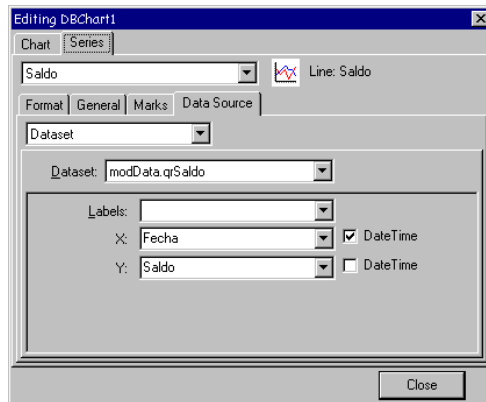 Editing DBChart1
Chart Series
Saldo Line: Saldo
Format General Marks Data Source
Dataset
Dataset: modData.qrSaldo
Labels:
X: Fecha DateTime
Y: Saldo DateTime
Close